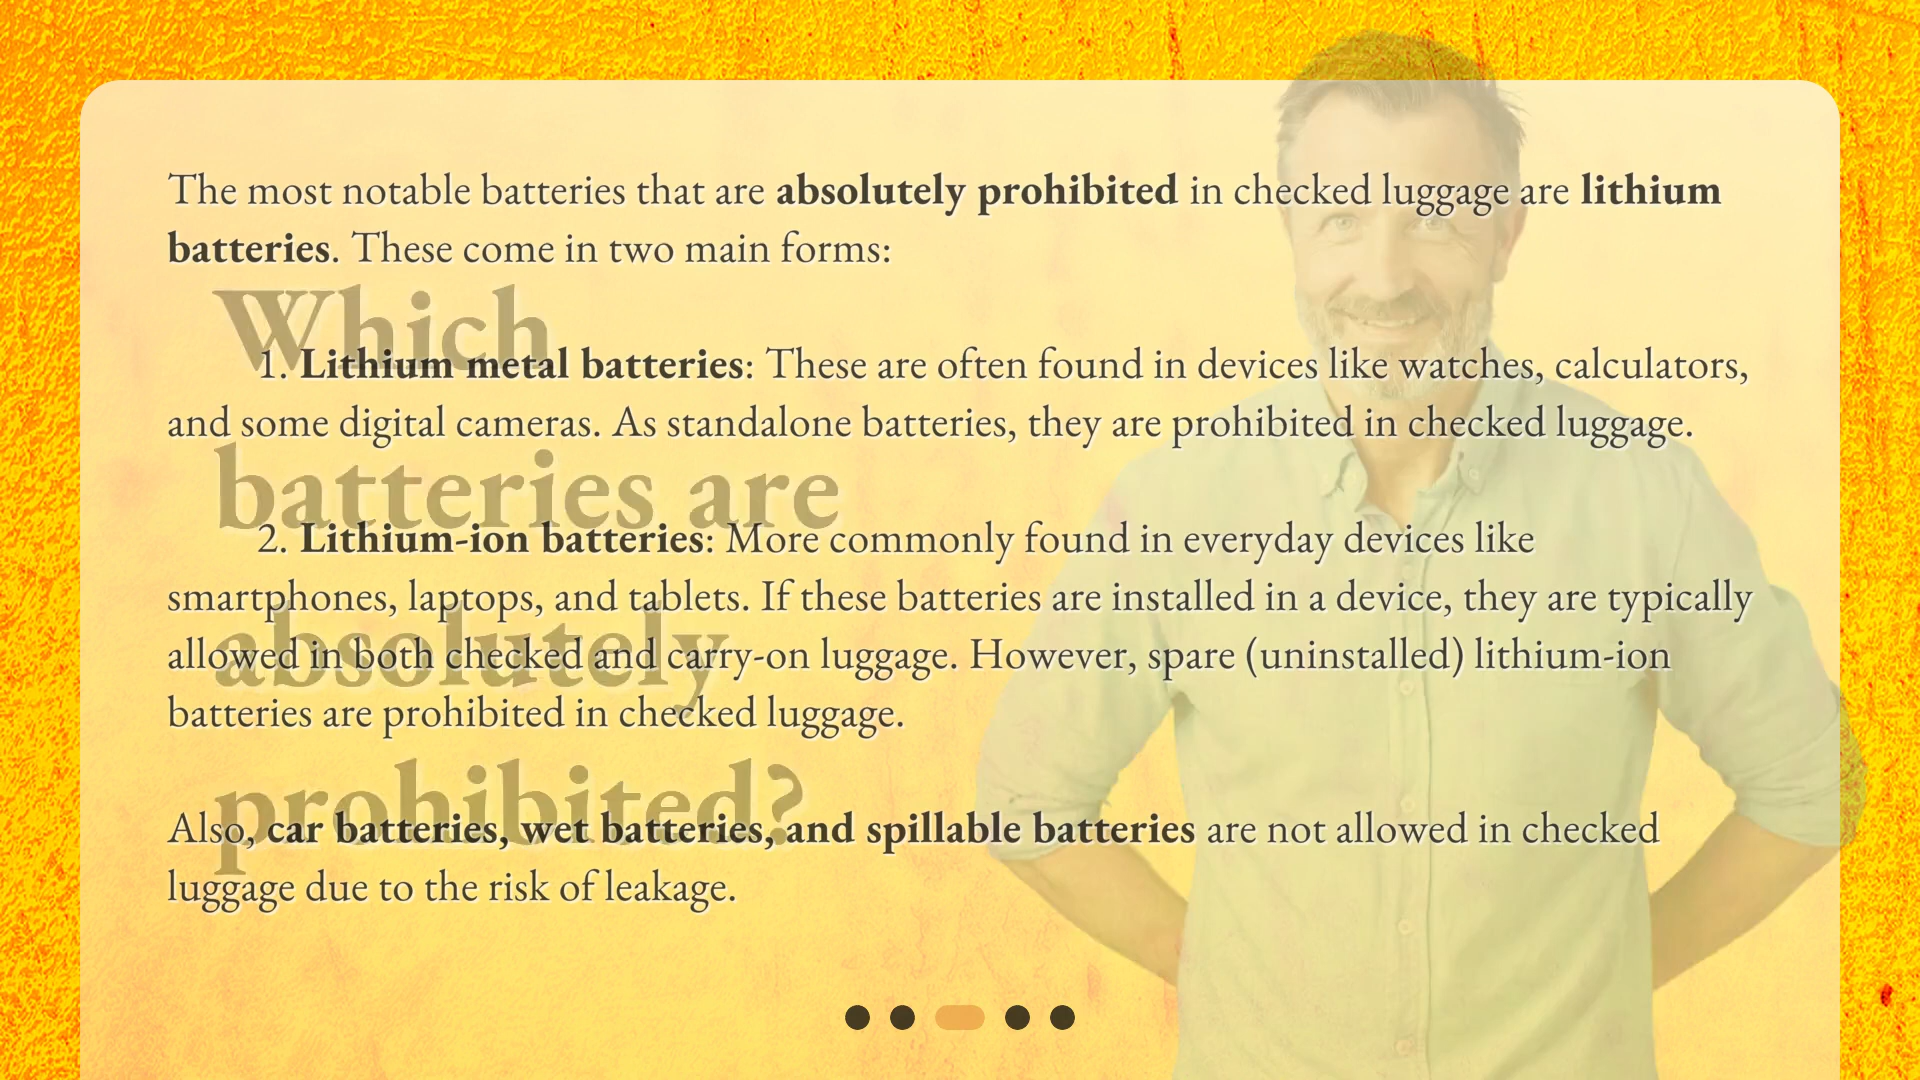 The most notable batteries that are absolutely prohibited in checked luggage are lithium
batteries. These come in two main forms:
Which
1. Lithium metal batteries: These are often found in devices like watches, calculators,
and some digital cameras. As standalone batteries, they are prohibited in checked luggage.
batteries are
2. Lithium-ion batteries: More commonly found in everyday devices like
smartphones, laptops, and tablets. If these batteries are installed in a device, they are typically
absolutely
allowed in both checked and carry-on luggage. However, spare (uninstalled) lithium-ion
batteries are prohibited in checked luggage.
prohibited?
Also, car batteries, wet batteries, and spillable batteries are not allowed in checked
luggage due to the risk of leakage.